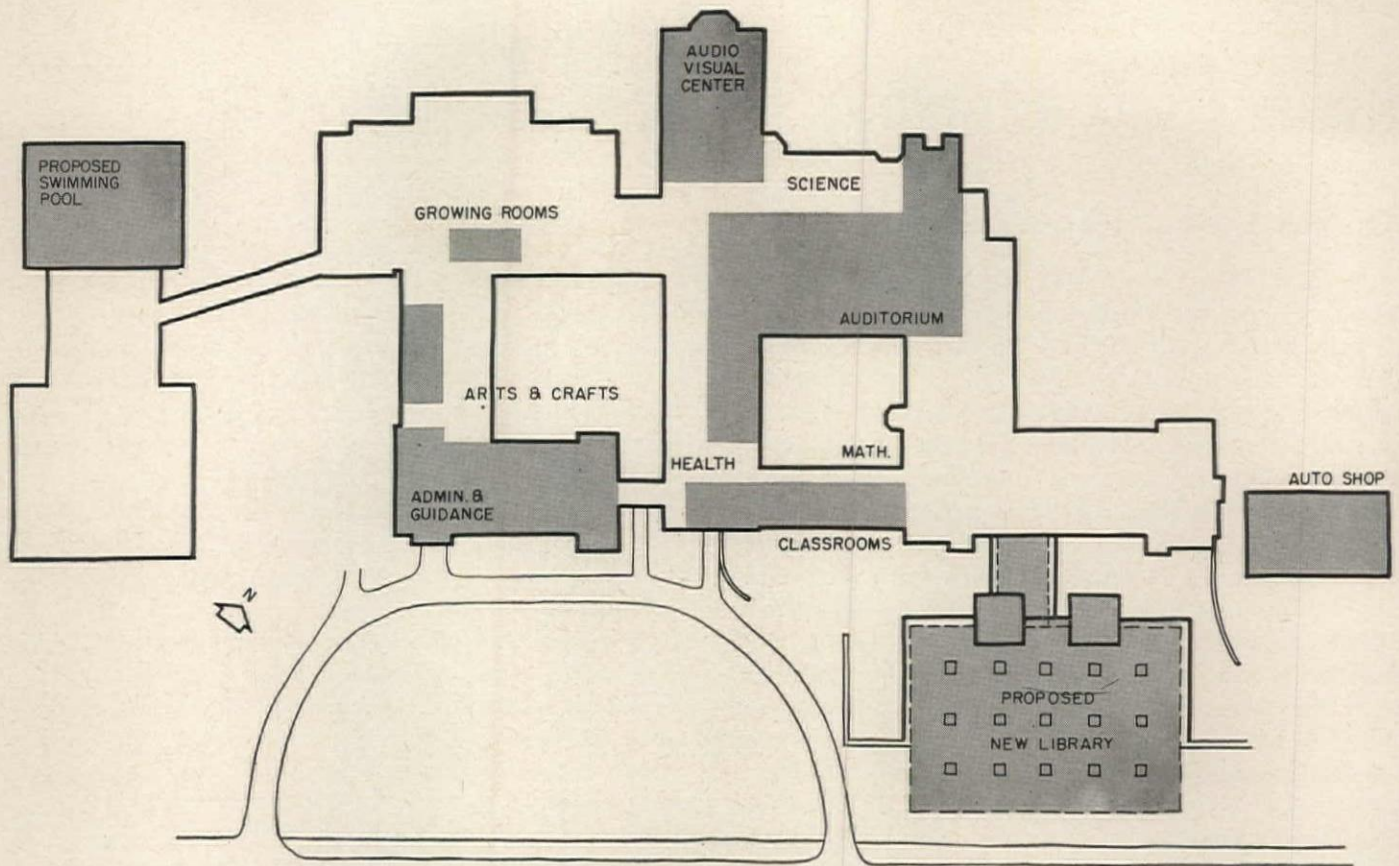 AUDIO
VISUAL
CENTER
PROPOSED
SWIMMING
POOL
SCIENCE
GROWING ROOMS
AUDITORIUM
ARTS & CRAFTS
MATH.
HEALTH
AUTO SHOP
ADMIN. &
GUIDANCE
CLASSROOMS
N
PROPOSED
NEW LIBRARY